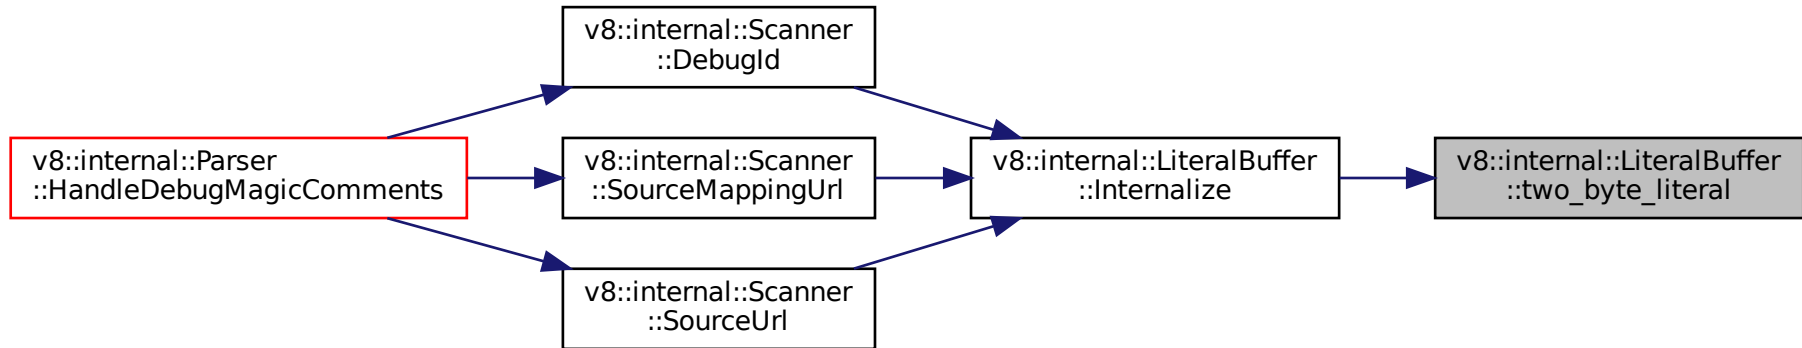 v8::internal::Parser
::HandleDebugMagicComments
v8::internal::Scanner
::DebugId
v8::internal::Scanner
::SourceMappingUrl
v8::internal::Scanner
::SourceUrl
v8::internal::LiteralBuffer
::Internalize
v8::internal::LiteralBuffer
::two_byte_literal